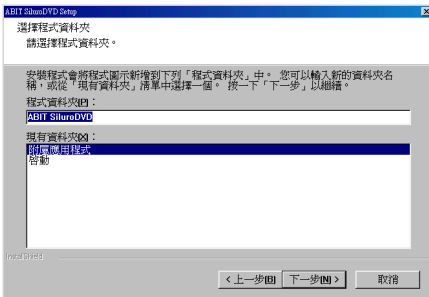 ABIT SiluroDVD Setup
選擇程式資料夾
請選擇程式資料夾。
安裝程式會將程式圖示新增到下列「程式資料夾」中。 您可以輸入新的資料夾名
稱，或從「現有資料夾」清單中選擇一個。 按一下「下一步」以繼續。
程式資料夾(P)：
ABIT SiluroDVD
現有資料夾(X)：
附屬應用程式
啟動
InstallShield
< 上一步(B) 下一步(N) > 取消